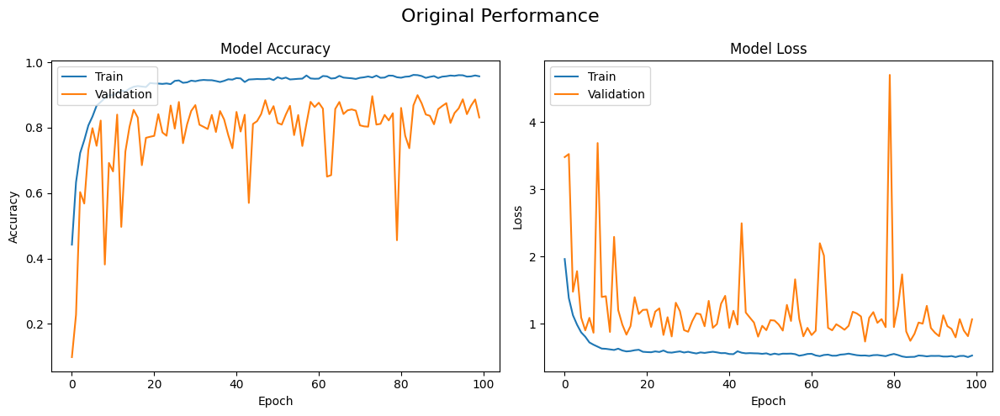 Original Performance
Model Accuracy
Train
Validation
1.0
0.8
0.6
0.4
0.2
Accuracy
0
20
40
60
80
100
Epoch
Model Loss
Train
Validation
4
3
2
1
Loss
0
20
40
60
80
100
Epoch